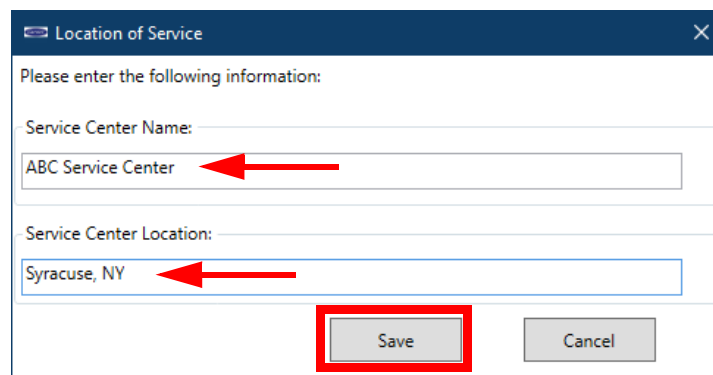 Location of Service
Please enter the following information:
Service Center Name:
ABC Service Center
Service Center Location:
Syracuse, NY
Save
Cancel